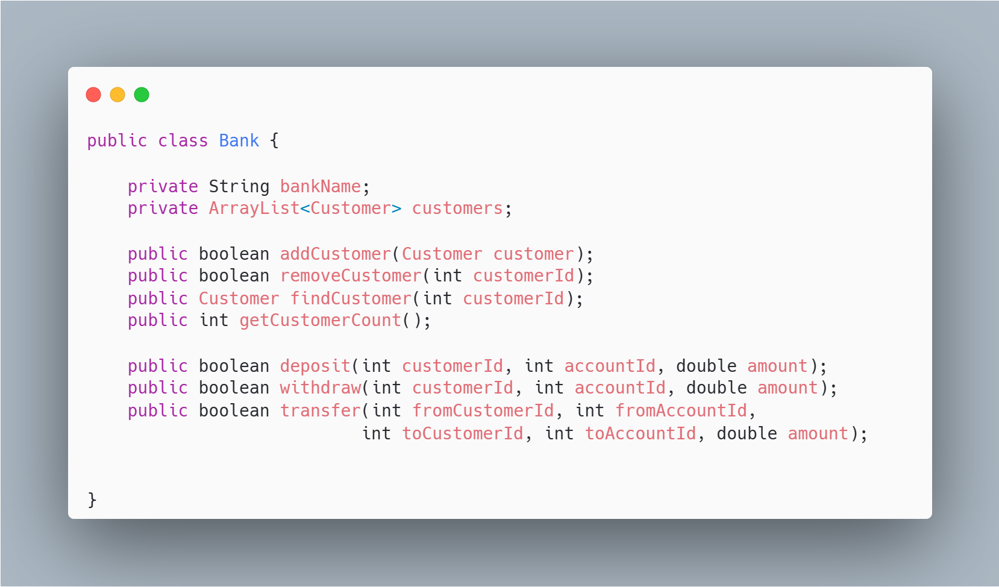 public class Bank {
    private String bankName;
    private ArrayList<Customer> customers;
    public boolean addCustomer(Customer customer);
    public boolean removeCustomer(int customerId);
    public Customer findCustomer(int customerId);
    public int getCustomerCount();
    public boolean deposit(int customerId, int accountId, double amount);
    public boolean withdraw(int customerId, int accountId, double amount);
    public boolean transfer(int fromCustomerId, int fromAccountId,
                           int toCustomerId, int toAccountId, double amount);
}